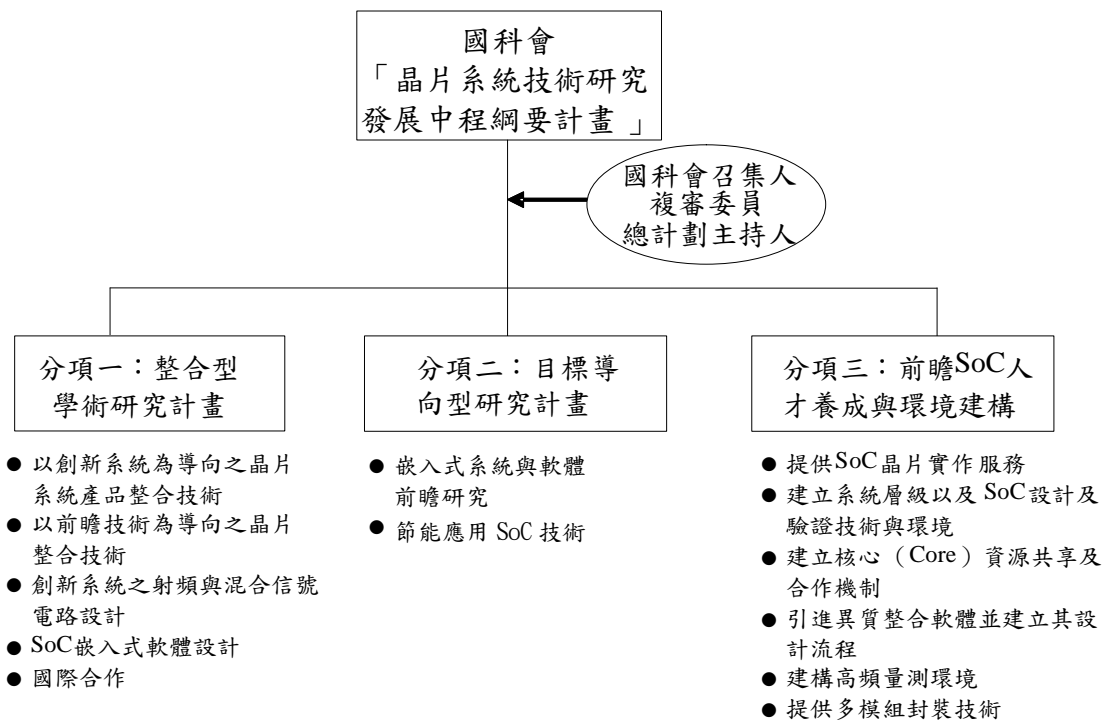 國科會
「晶片系統技術研究
發展中程綱要計畫 」
國科會召集人
複審委員
總計劃主持人
分項一：整合型
學術研究計畫
● 以創新系統為導向之晶片
系統產品整合技術
● 以前瞻技術為導向之晶片
整合技術
● 創新系統之射頻與混合信號
電路設計
● SoC嵌入式軟體設計
● 國際合作
分項二：目標導
向型研究計畫
● 嵌入式系統與軟體
前瞻研究
● 節能應用 SoC 技術
分項三：前瞻SoC人
才養成與環境建構
● 提供SoC晶片實作服務
● 建立系統層級以及 SoC設計及
驗證技術與環境
● 建立核心（Core）資源共享及
合作機制
● 引進異質整合軟體並建立其設
計流程
● 建構高頻量測環境
● 提供多模組封裝技術